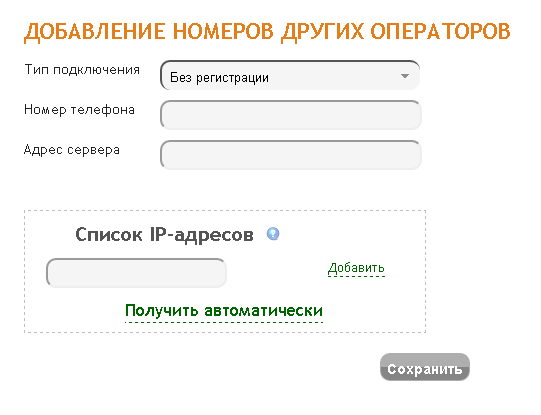 ДОБАВЛЕНИЕ НОМЕРОВ ДРУГИХ ОПЕРАТОРОВ
Тип подключения Без регистрации
Номер телефона
Адрес сервера
Список IP-адресов ?
Добавить
Получить автоматически
Сохранить